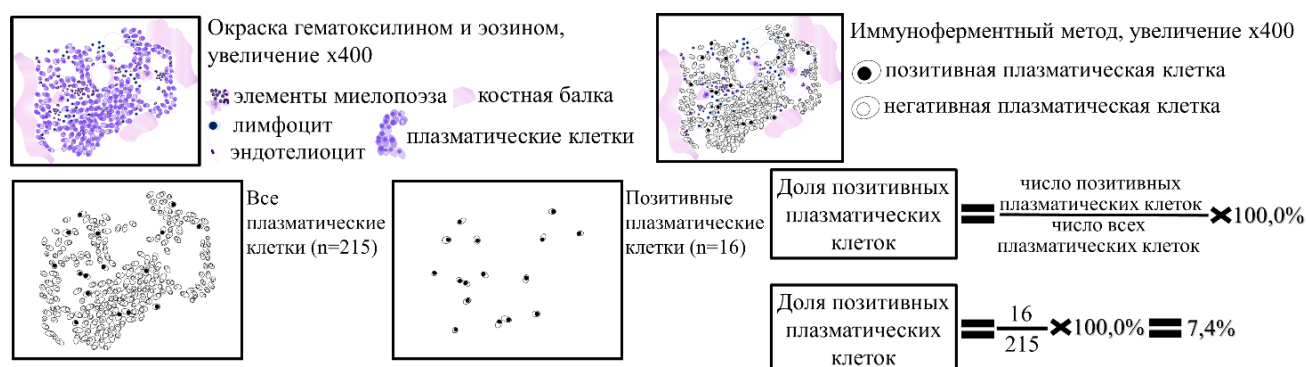 Окраска гематоксилином и эозином,
увеличение x400
элементы миелопоэза
костная балка
лимфоцит
эндотелиоцит
плазматические клетки
Иммуноферментный метод, увеличение x400
позитивная плазматическая клетка
негативная плазматическая клетка
Все
плазматические
клетки (n=215)
Позитивные
плазматические
клетки (n=16)
Доля позитивных
плазматических
клеток
=
число позитивных
плазматических клеток
число всех
плазматических клеток
×100,0%
Доля позитивных
плазматических
клеток
=
16
215
×100,0% = 7,4%